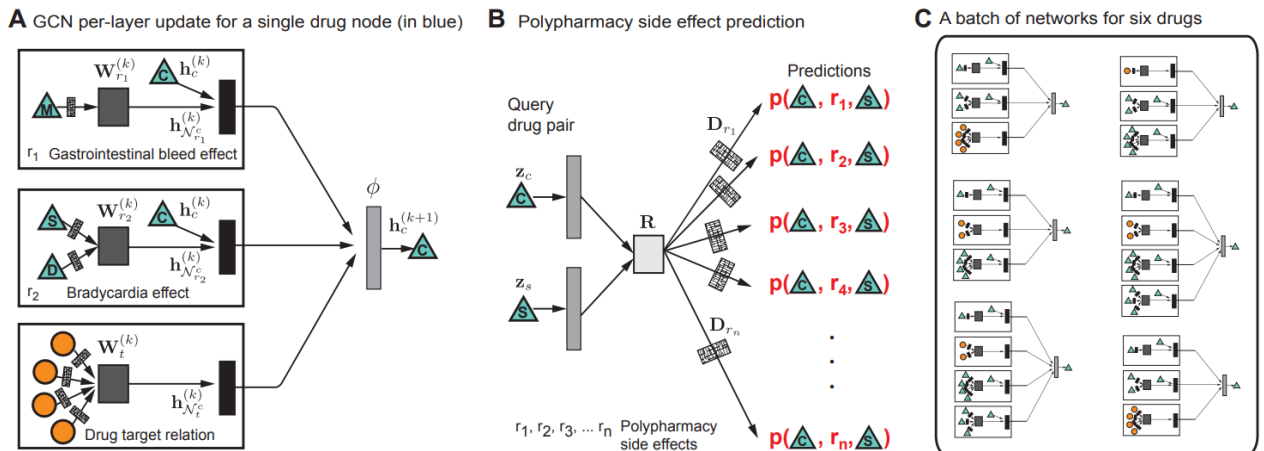 A GCN per-layer update for a single drug node (in blue)
W_{r_1}^{(k)}
C
h_c^{(k)}
M
h_{N_{r_1}^c}^{(k)}
r_1 Gastrointestinal bleed effect
S
W_{r_2}^{(k)}
C
h_c^{(k)}
D
h_{N_{r_2}^c}^{(k)}
r_2 Bradycardia effect
W_t^{(k)}
h_{N_t^c}^{(k)}
Drug target relation
ϕ
h_c^{(k+1)}
C
B Polypharmacy side effect prediction
Query
drug pair
z_c
C
z_s
S
R
D_{r_1}
D_{r_n}
Predictions
p(C, r_1, S)
p(C, r_2, S)
p(C, r_3, S)
p(C, r_4, S)
.
.
.
p(C, r_n, S)
r_1, r_2, r_3, ... r_n Polypharmacy
side effects
C A batch of networks for six drugs